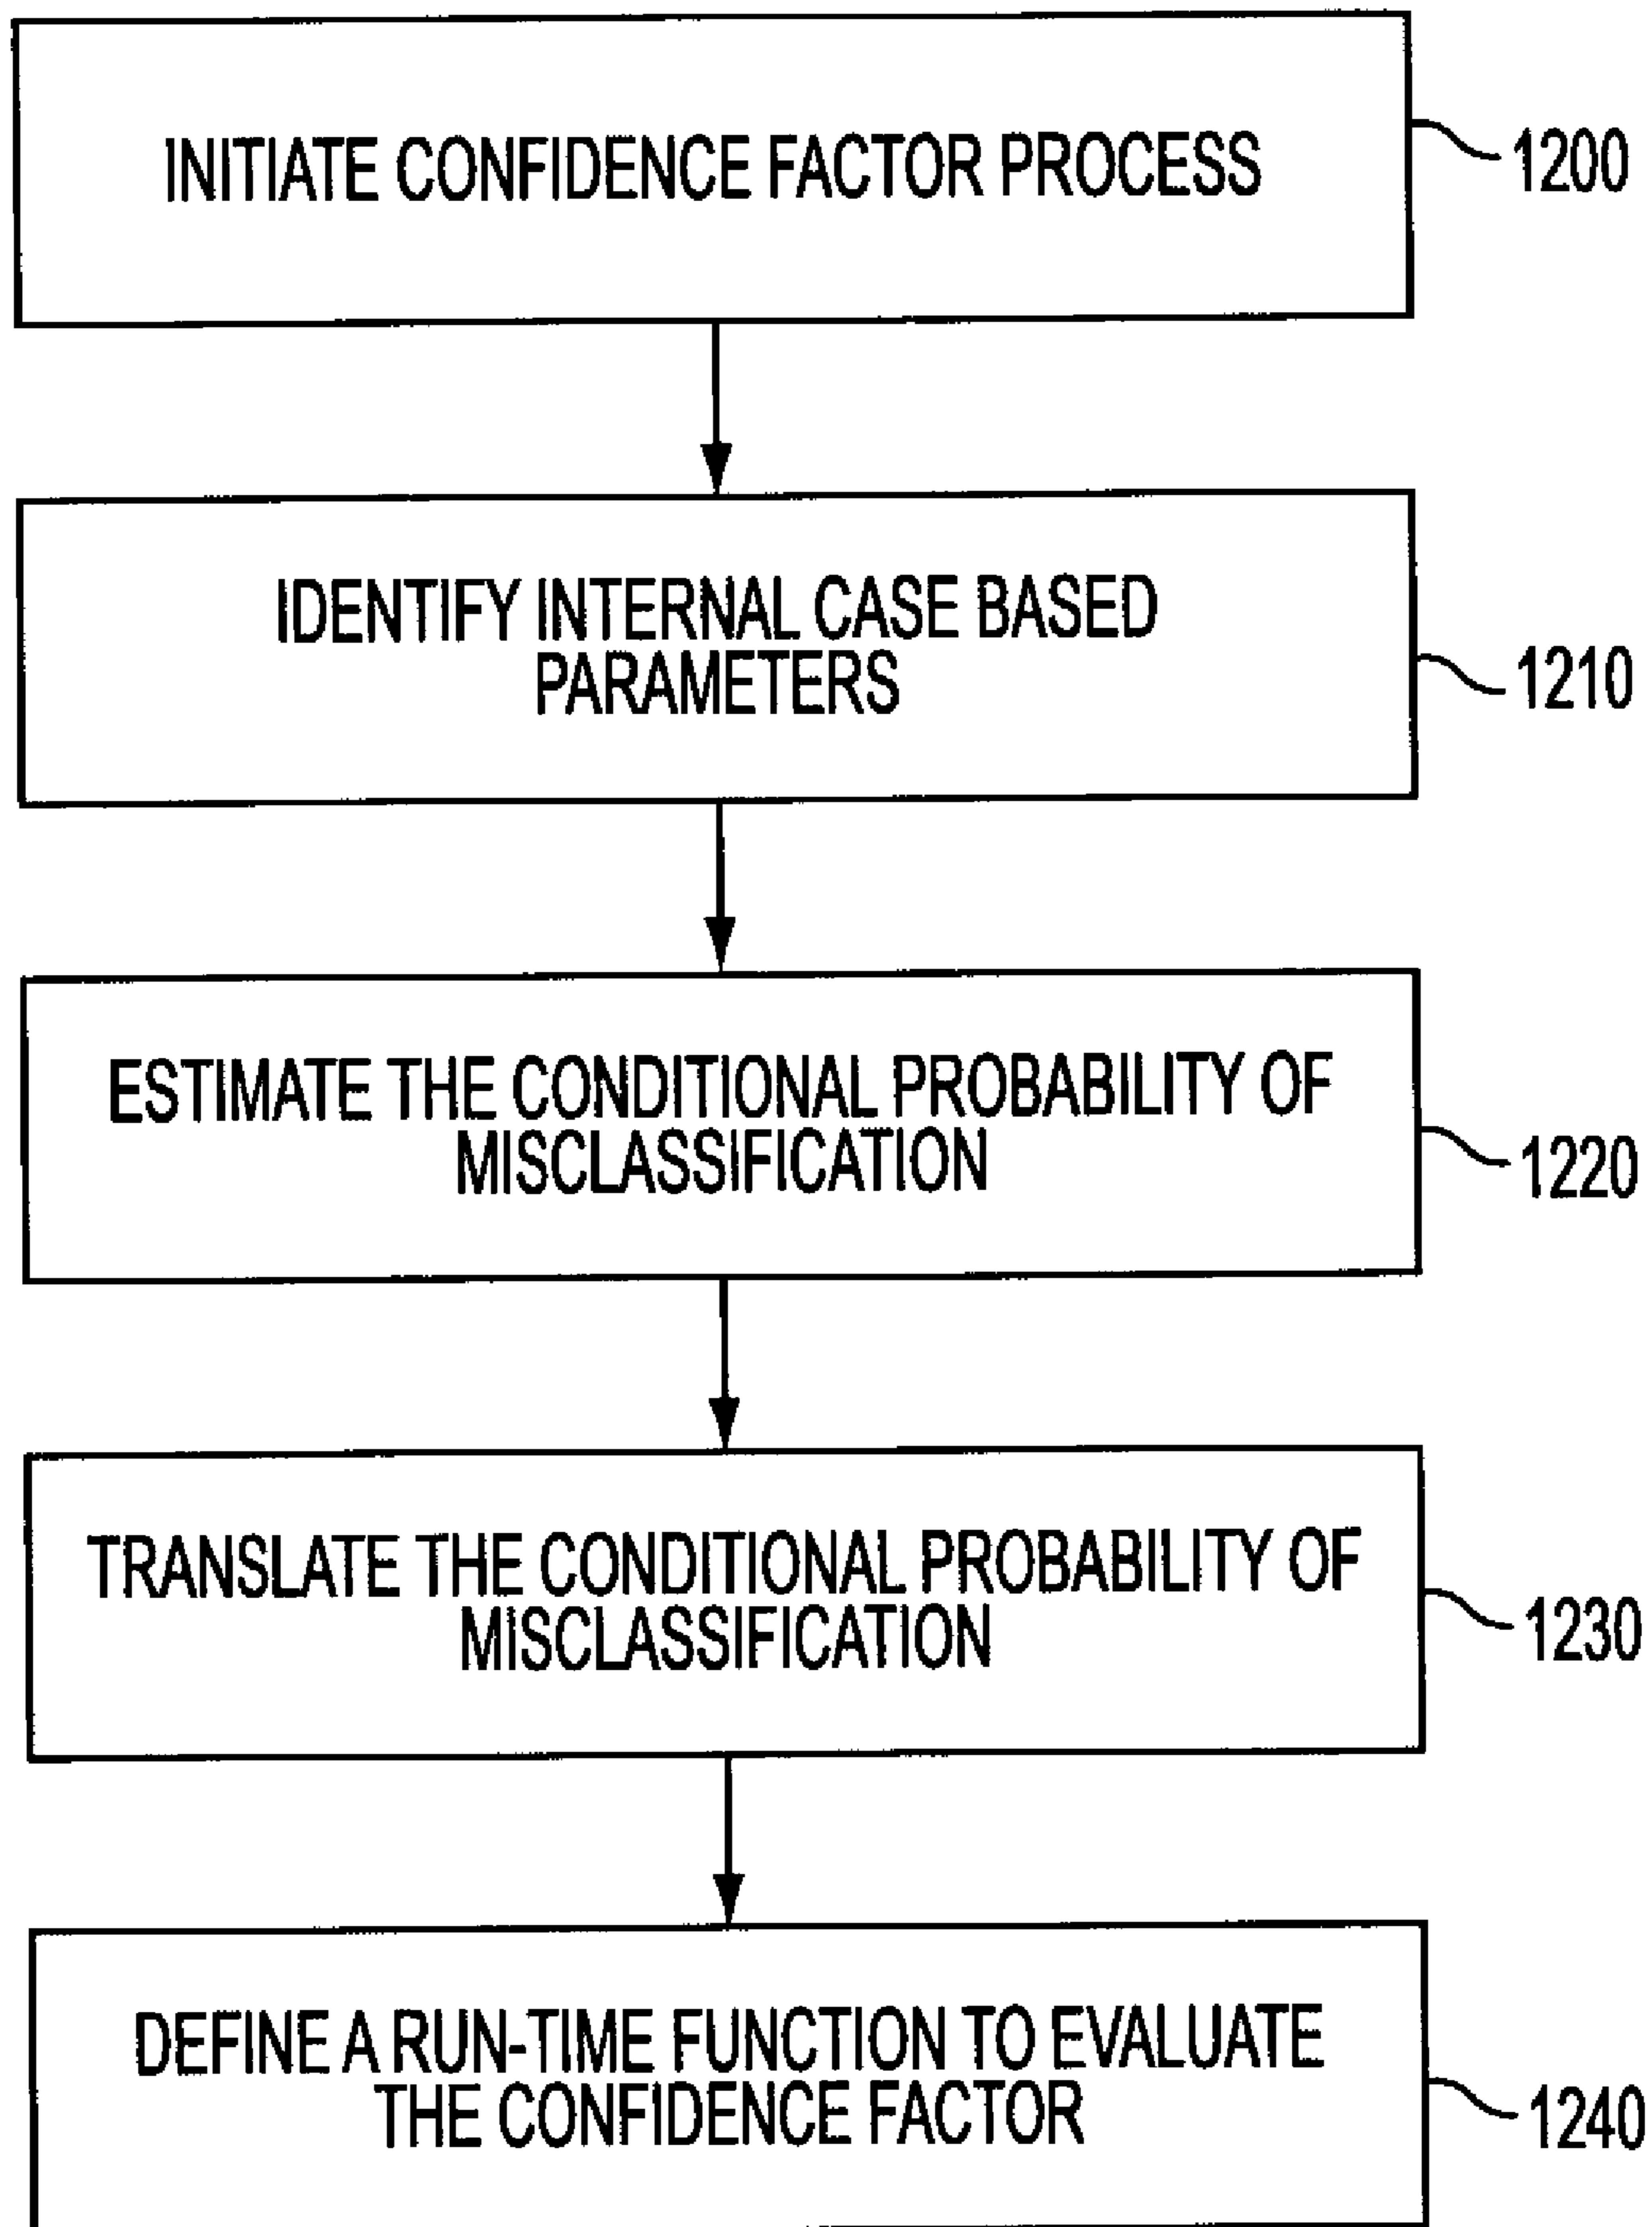 INITIATE CONFIDENCE FACTOR PROCESS
1200
IDENTIFY INTERNAL CASE BASED
PARAMETERS
1210
ESTIMATE THE CONDITIONAL PROBABILITY OF
MISCLASSIFICATION
1220
TRANSLATE THE CONDITIONAL PROBABILITY OF
MISCLASSIFICATION
1230
DEFINE A RUN-TIME FUNCTION TO EVALUATE
THE CONFIDENCE FACTOR
1240